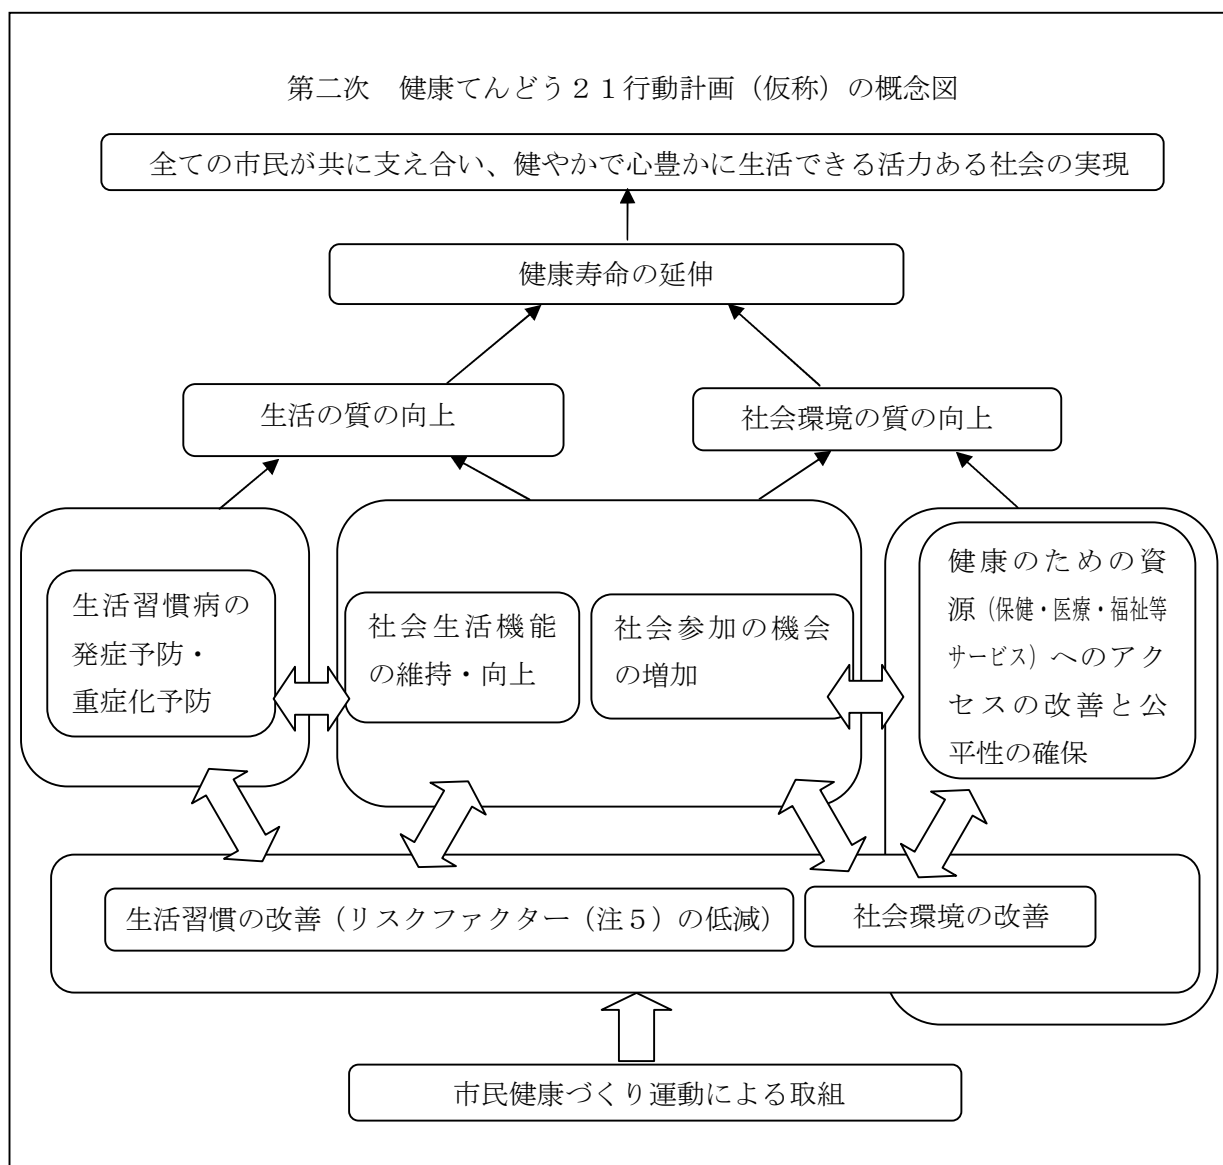 第二次　健康てんどう２１行動計画（仮称）の概念図
全ての市民が共に支え合い、健やかで心豊かに生活できる活力ある社会の実現
健康寿命の延伸
生活の質の向上
社会環境の質の向上
生活習慣病の
発症予防・
重症化予防
社会生活機能
の維持・向上
社会参加の機会
の増加
健康のための資
源（保健・医療・福祉等
サービス）へのアク
セスの改善と公
平性の確保
生活習慣の改善（リスクファクター（注５）の低減）
社会環境の改善
市民健康づくり運動による取組